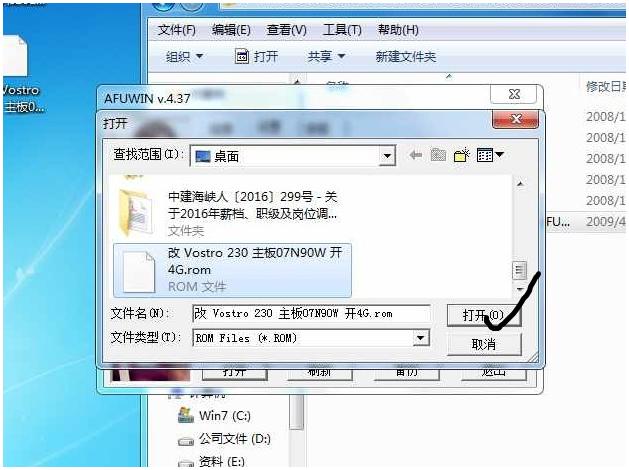 文件(F) 编辑(E) 查看(V) 工具(T) 帮助(H)
组织 打开 共享 新建文件夹
Vostro
主板0...
修改日
AFUWIN v.4.37
打开
2008/1
查找范围(I): 桌面
2008/1
2008/1
2008/1
中建海峡人〔2016〕299号 - 关
于2016年薪档、职级及岗位调...
文件夹
FU... 2009/4
改 Vostro 230 主板07N90W 开
4G.rom
ROM 文件
文件名(N): 改 Vostro 230 主板07N90W 开4G.rom 打开(O)
文件类型(T): ROM Files (*.ROM) 取消
打开 刷新 备份 退出
计算机
Win7 (C:)
公司文件 (D:)
资料 (E:)